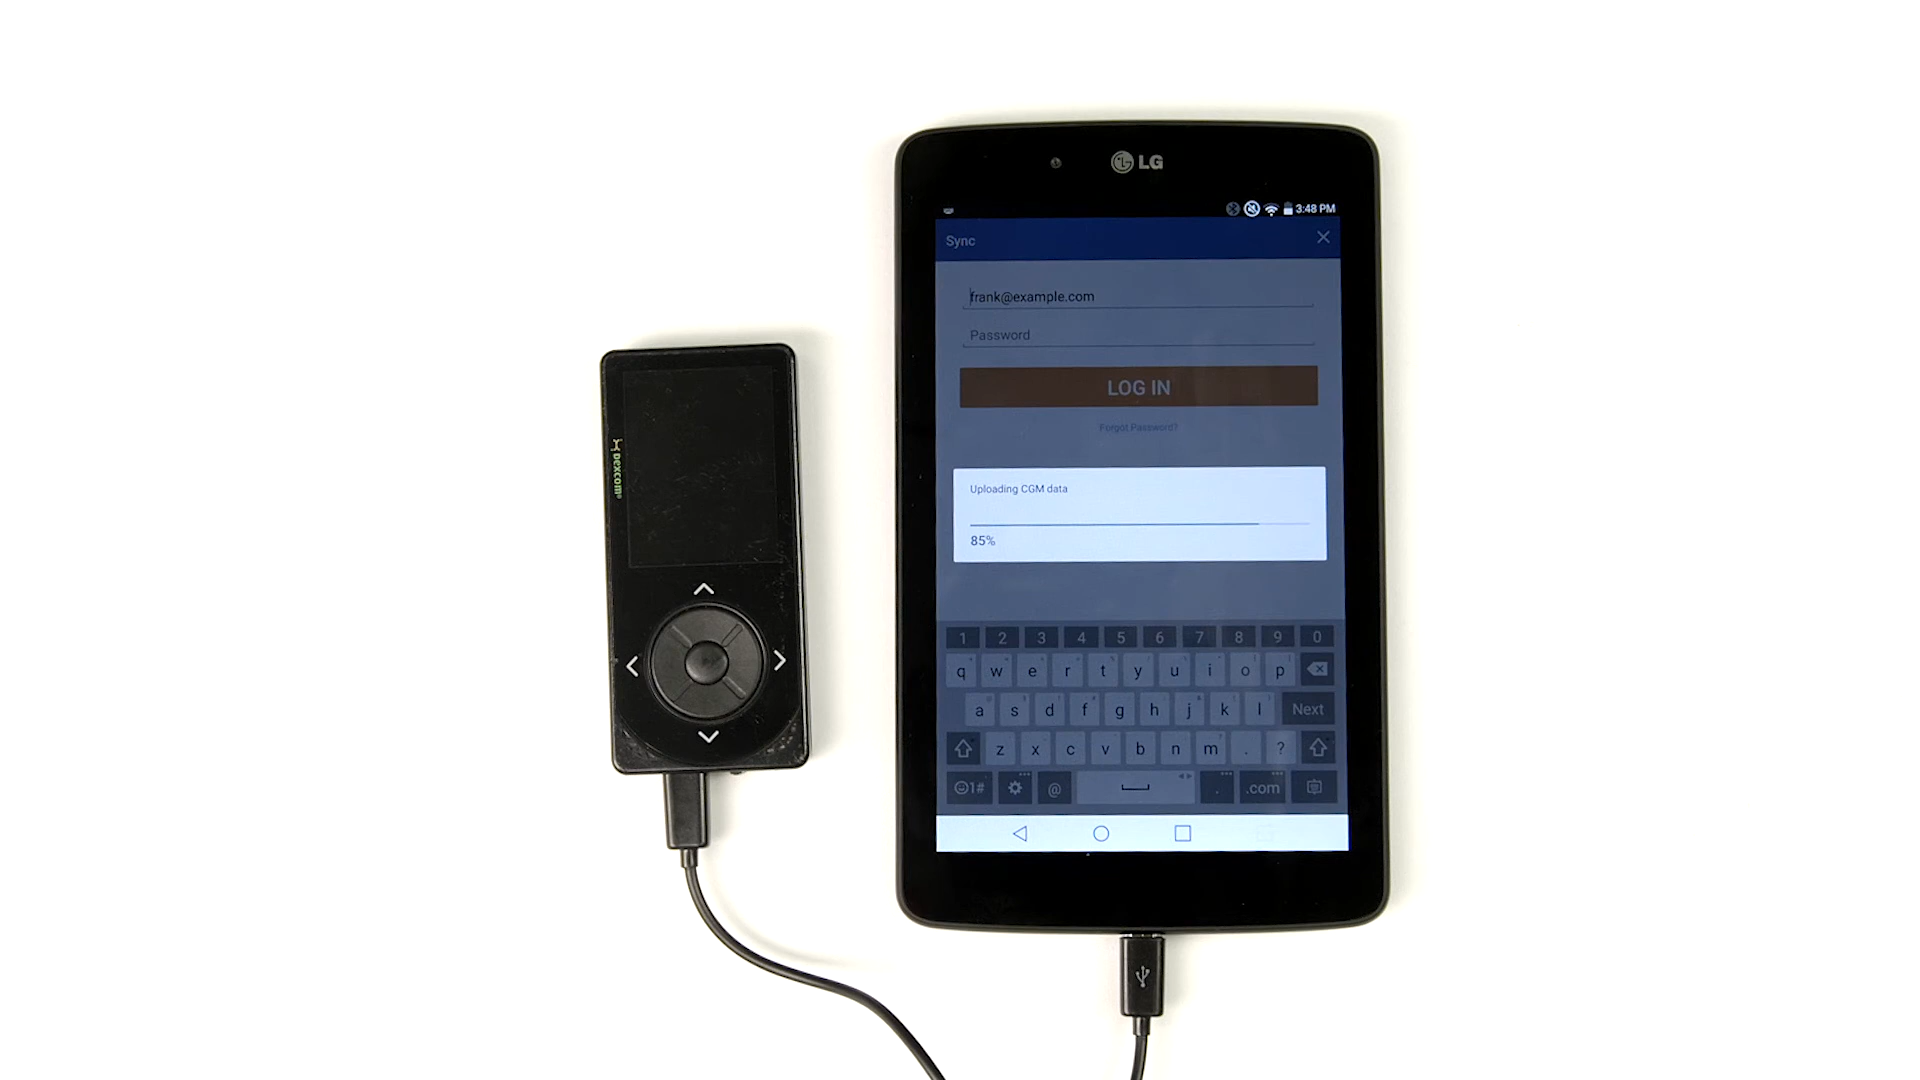 LG
3:48 PM
Sync
frank@example.com
Password
LOG IN
Forgot Password?
Dexcom
Uploading CGM data
85%
1 2 3 4 5 6 7 8 9 0
q w e r t y u i o p
a s d f g h j k l Next
z x c v b n m . ?
1# @ . .com